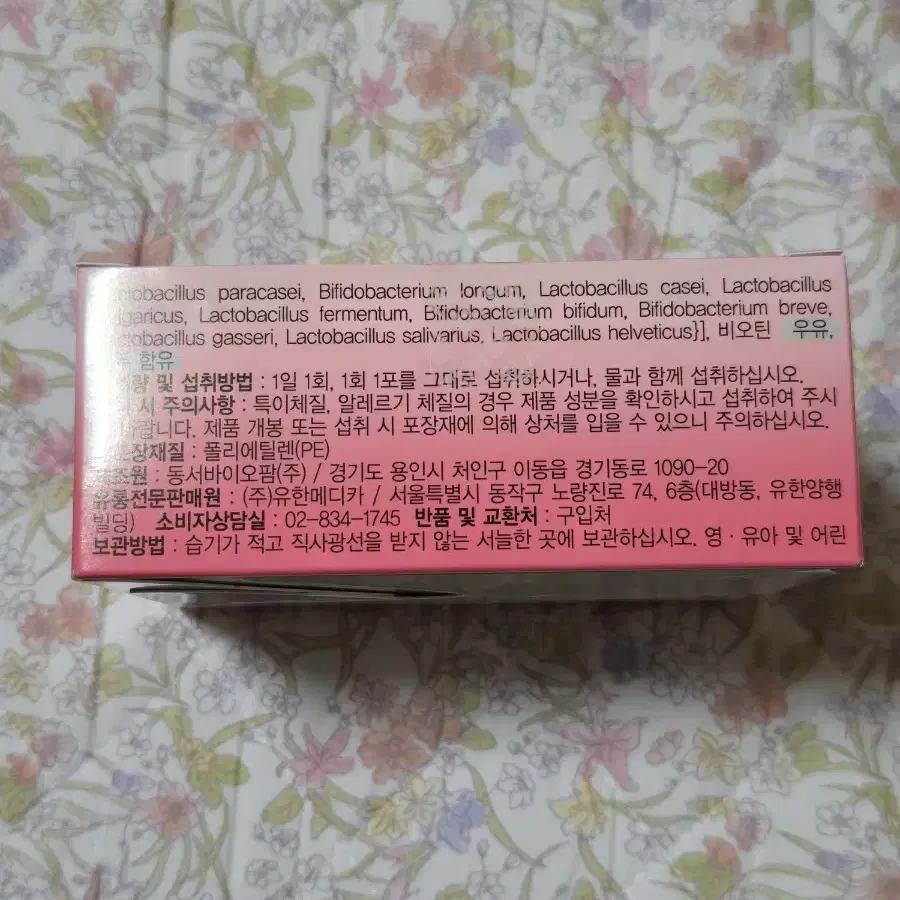 paracasei, Bifidobacterium longum, Lactobacillus casei, Lactobacillus
Lactobacillus fermentum, Bifidobacterium bifidum, Bifidobacterium breve,
gasseri, Lactobacillus salivarius, Lactobacillus helveticus}], 비오틴 우유,
함유
및 섭취방법 : 1일 1회, 1회 1포를 그대로 섭취하시거나, 물과 함께 섭취하십시오.
시 주의사항 : 특이체질, 알레르기 체질의 경우 제품 성분을 확인하시고 섭취하여 주시
바랍니다. 제품 개봉 또는 섭취 시 포장재에 의해 상처를 입을 수 있으니 주의하십시오.
포장재질 : 폴리에틸렌(PE)
제조원 : 동서바이오팜(주) / 경기도 용인시 처인구 이동읍 경기동로 1090-20
유통전문판매원 : (주)유한메디카 / 서울특별시 동작구 노량진로 74, 6층(대방동, 유한양행
빌딩) 소비자상담실 : 02-834-1745 반품 및 교환처 : 구입처
보관방법 : 습기가 적고 직사광선을 받지 않는 서늘한 곳에 보관하십시오. 영·유아 및 어린